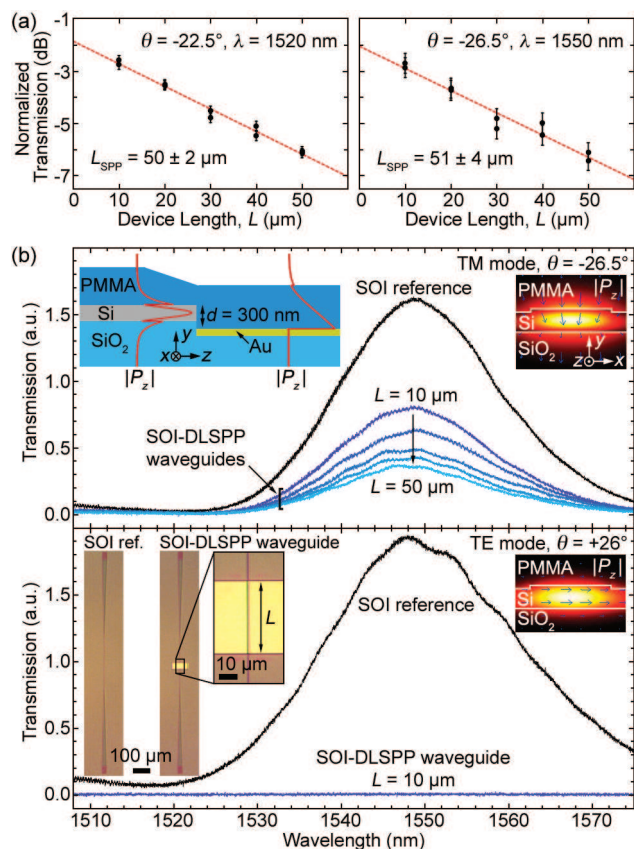 (a)
-1
-3
-5
-7
Normalized
Transmission (dB)
θ = -22.5°, λ = 1520 nm
L_SPP = 50 ± 2 µm
0 10 20 30 40 50
Device Length, L (µm)
θ = -26.5°, λ = 1550 nm
L_SPP = 51 ± 4 µm
0 10 20 30 40 50
Device Length, L (µm)
(b)
Transmission (a.u.)
1.5
1.0
0.5
0.0
PMMA
Si
SiO₂
d = 300 nm
Au
y
x z
|P_z|
|P_z|
TM mode, θ = -26.5°
PMMA |P_z|
Si
SiO₂
y
z x
SOI reference
L = 10 µm
L = 50 µm
SOI-DLSPP
waveguides
Transmission (a.u.)
1.5
1.0
0.5
0.0
SOI ref. SOI-DLSPP waveguide
L
10 µm
100 µm
TE mode, θ = +26°
PMMA |P_z|
Si
SiO₂
SOI reference
SOI-DLSPP waveguide
L = 10 µm
1510 1520 1530 1540 1550 1560 1570
Wavelength (nm)